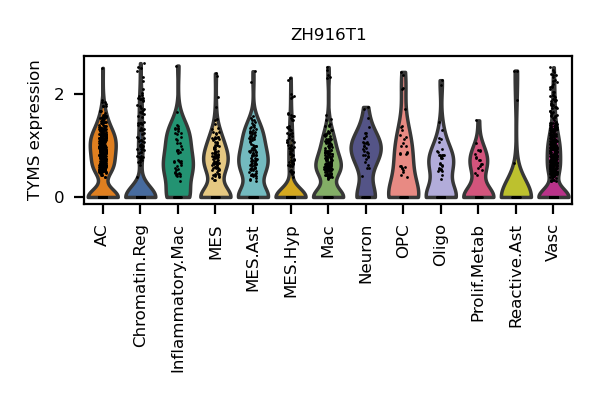 ZH916T1
TYMS expression
2
0
AC
Chromatin.Reg
Inflammatory.Mac
MES
MES.Ast
MES.Hyp
Mac
Neuron
OPC
Oligo
Prolif.Metab
Reactive.Ast
Vasc